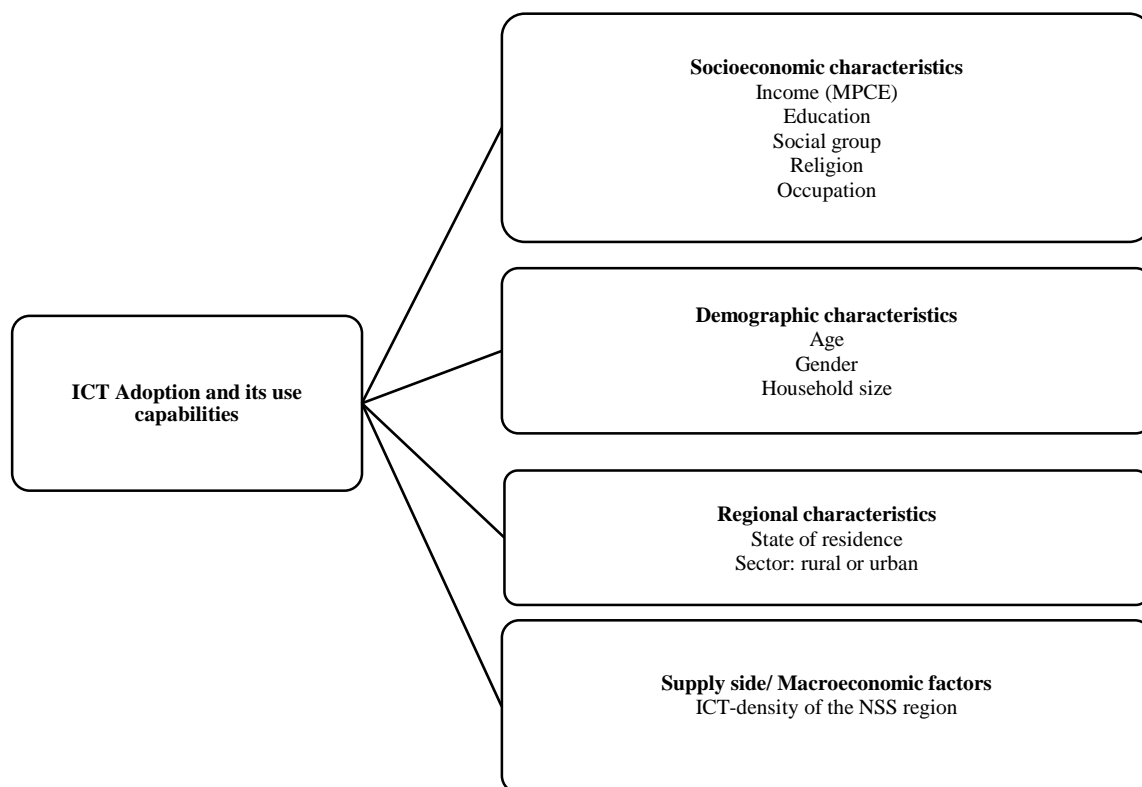 Socioeconomic characteristics
Income (MPCE)
Education
Social group
Religion
Occupation
Demographic characteristics
Age
Gender
Household size
ICT Adoption and its use
capabilities
Regional characteristics
State of residence
Sector: rural or urban
Supply side/ Macroeconomic factors
ICT-density of the NSS region